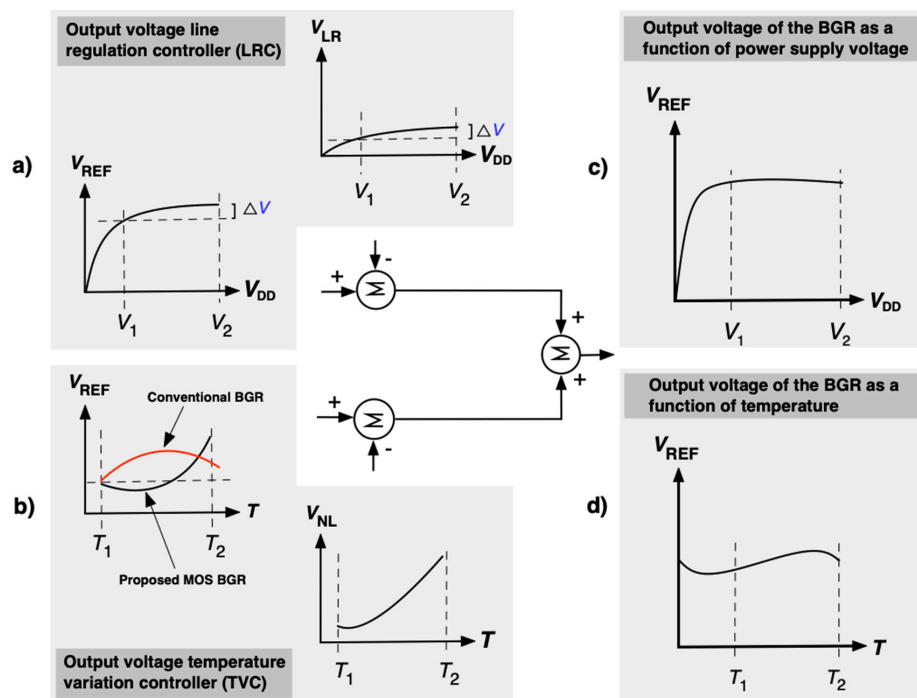 a)
Output voltage line
regulation controller (LRC)
V_LR
△V
V_DD
V_1
V_2
V_REF
△V
V_DD
V_1
V_2
-
+
Σ
+
Σ
+
+
Σ
-
b)
V_REF
Conventional BGR
T
T_1
T_2
Proposed MOS BGR
V_NL
T
T_1
T_2
Output voltage temperature
variation controller (TVC)
c)
Output voltage of the BGR as a
function of power supply voltage
V_REF
V_DD
V_1
V_2
d)
Output voltage of the BGR as a
function of temperature
V_REF
T
T_1
T_2